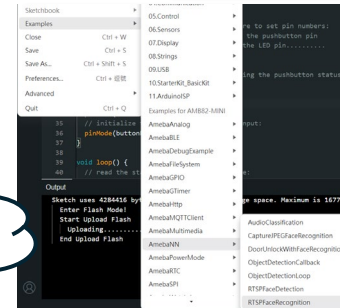 Sketchbook
Examples
Close Ctrl + W
Save Ctrl + S
Save As... Ctrl + Shift + S
Preferences... Ctrl +
Advanced
Quit Ctrl + Q
05.Control
06.Sensors
07.Display
08.Strings
09.USB
10.StarterKit_BasicKit
11.ArduinoISP
Examples for AMB82-MINI
AmebaAnalog
AmebaBLE
AmebaDebugExample
AmebaFileSystem
AmebaGPIO
AmebaGTimer
AmebaHttp
AmebaMQTTClient
AmebaMultimedia
AmebaNN
AmebaPowerMode
AmebaRTC
AmebaSPI
AudioClassification
CaptureJPEGFaceRecognition
DoorUnlockWithFaceRecognitio
ObjectDetectionCallback
ObjectDetectionLoop
RTSPFaceDetection
RTSPFaceRecognition
re to set pin numbers:
the pushbutton pin
the LED pin.........
ing the pushbutton status
35 // initialize nput:
36 pinMode(button
37 }
38
39 void loop() {
40 // read the st e:
Output
Sketch uses 4284416 by ge space. Maximum is 1677
Enter Flash Mode!
Start Upload Flash
Uploading.........
End Upload Flash